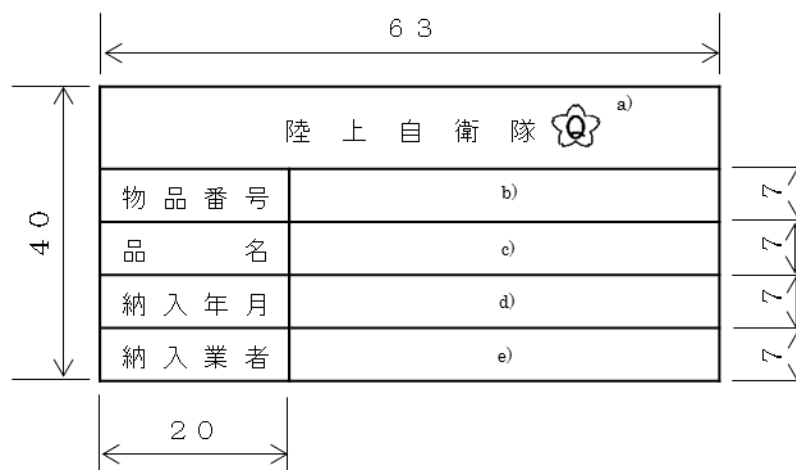 ６３
陸上自衛隊 Q a)
４０
物品番号 b) ７
品名 c) ７
納入年月 d) ７
納入業者 e) ７
２０